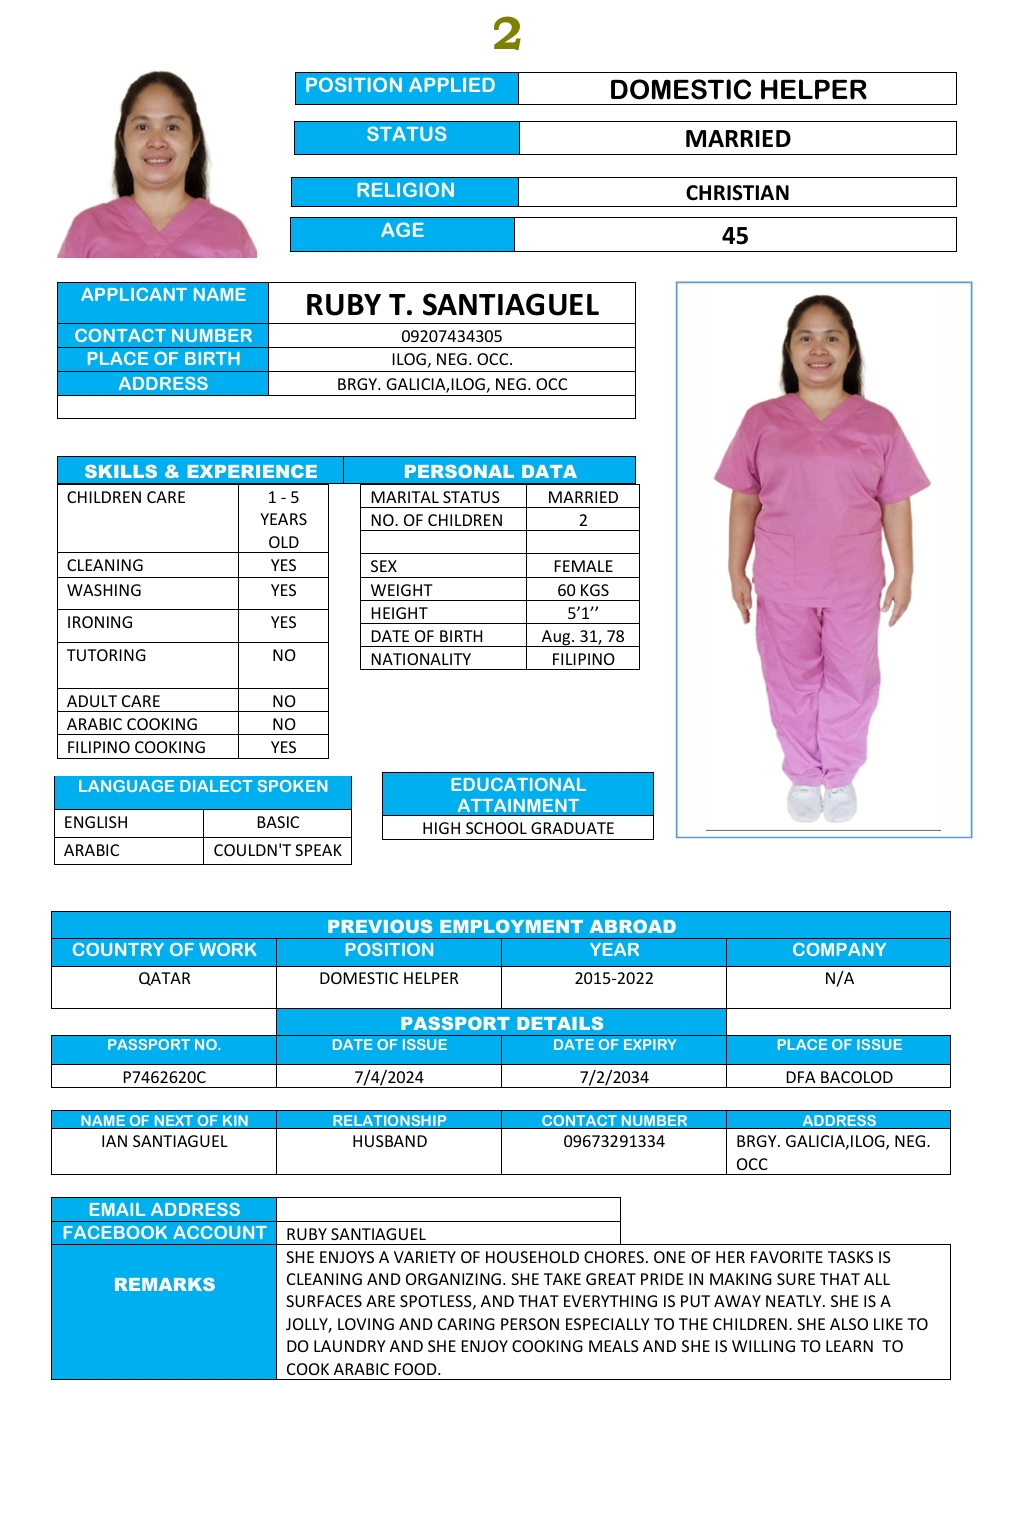 2
POSITION APPLIED DOMESTIC HELPER
STATUS MARRIED
RELIGION CHRISTIAN
AGE 45
APPLICANT NAME RUBY T. SANTIAGUEL
CONTACT NUMBER 09207434305
PLACE OF BIRTH ILOG, NEG. OCC.
ADDRESS BRGY. GALICIA,ILOG, NEG. OCC
SKILLS & EXPERIENCE
CHILDREN CARE 1 - 5
YEARS
OLD
CLEANING YES
WASHING YES
IRONING YES
TUTORING NO
ADULT CARE NO
ARABIC COOKING NO
FILIPINO COOKING YES
PERSONAL DATA
MARITAL STATUS MARRIED
NO. OF CHILDREN 2
SEX FEMALE
WEIGHT 60 KGS
HEIGHT 5’1’’
DATE OF BIRTH Aug. 31, 78
NATIONALITY FILIPINO
LANGUAGE DIALECT SPOKEN
ENGLISH BASIC
ARABIC COULDN'T SPEAK
EDUCATIONAL
ATTAINMENT
HIGH SCHOOL GRADUATE
PREVIOUS EMPLOYMENT ABROAD
COUNTRY OF WORK POSITION YEAR COMPANY
QATAR DOMESTIC HELPER 2015-2022 N/A
PASSPORT DETAILS
PASSPORT NO. DATE OF ISSUE DATE OF EXPIRY PLACE OF ISSUE
P7462620C 7/4/2024 7/2/2034 DFA BACOLOD
NAME OF NEXT OF KIN RELATIONSHIP CONTACT NUMBER ADDRESS
IAN SANTIAGUEL HUSBAND 09673291334 BRGY. GALICIA,ILOG, NEG.
OCC
EMAIL ADDRESS
FACEBOOK ACCOUNT RUBY SANTIAGUEL
REMARKS
SHE ENJOYS A VARIETY OF HOUSEHOLD CHORES. ONE OF HER FAVORITE TASKS IS
CLEANING AND ORGANIZING. SHE TAKE GREAT PRIDE IN MAKING SURE THAT ALL
SURFACES ARE SPOTLESS, AND THAT EVERYTHING IS PUT AWAY NEATLY. SHE IS A
JOLLY, LOVING AND CARING PERSON ESPECIALLY TO THE CHILDREN. SHE ALSO LIKE TO
DO LAUNDRY AND SHE ENJOY COOKING MEALS AND SHE IS WILLING TO LEARN TO
COOK ARABIC FOOD.